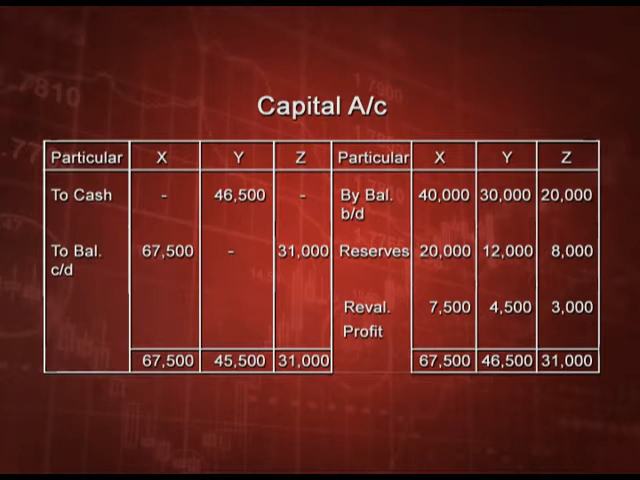 Capital A/c
Particular X Y Z Particular X Y Z
To Cash - 46,500 - By Bal. 40,000 30,000 20,000
b/d
To Bal. 67,500 - 31,000 Reserves 20,000 12,000 8,000
c/d
Reval. 7,500 4,500 3,000
Profit
67,500 45,500 31,000 67,500 46,500 31,000